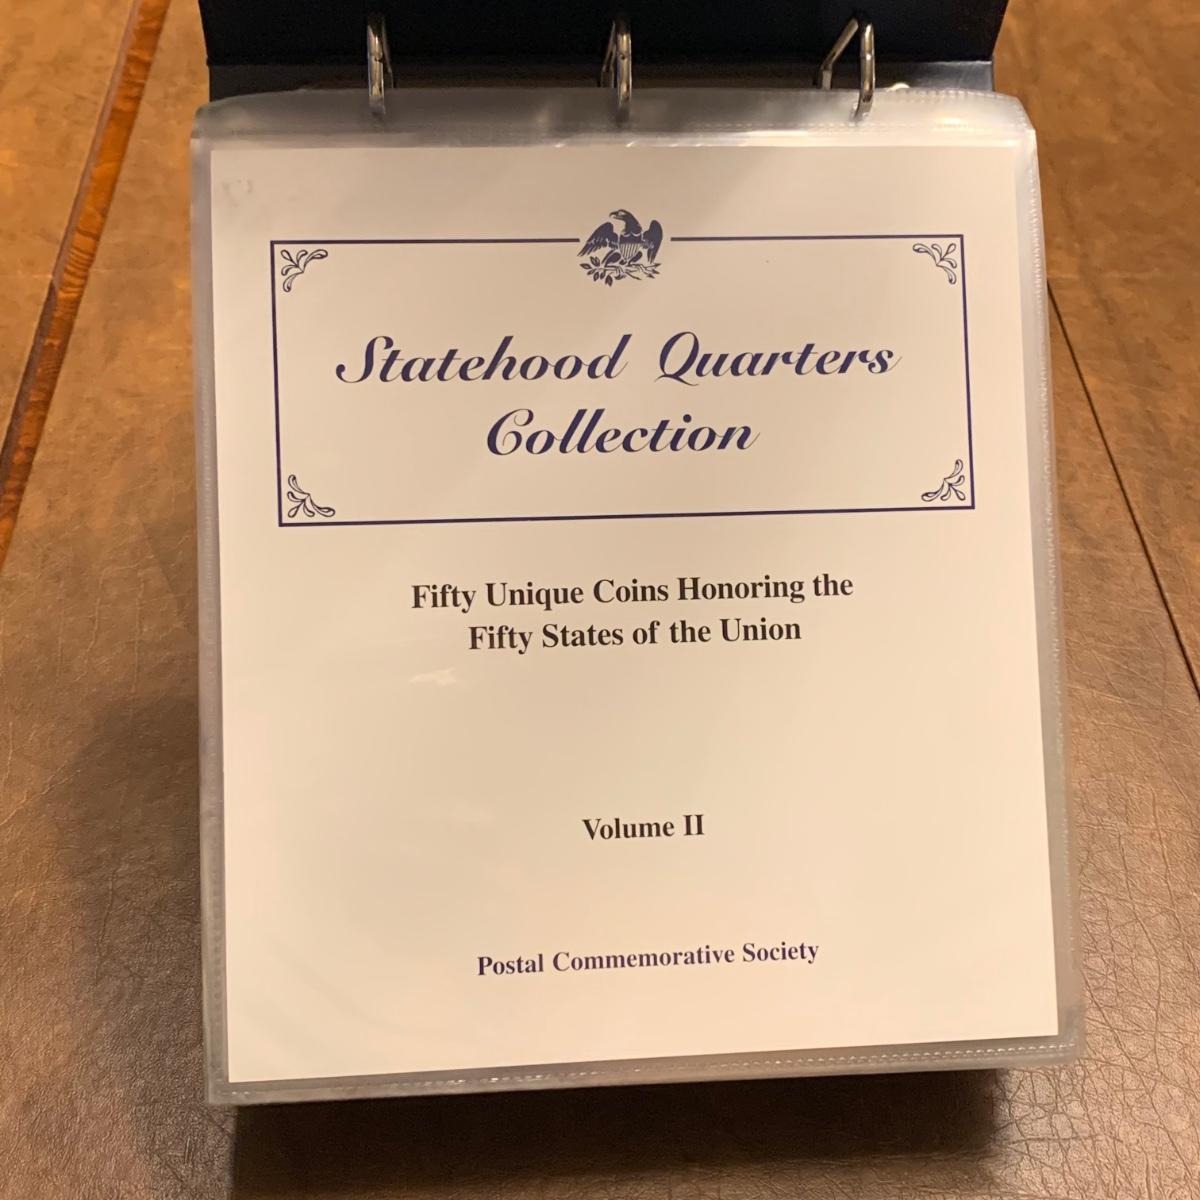 Statehood Quarters
Collection
Fifty Unique Coins Honoring the
Fifty States of the Union
Volume II
Postal Commemorative Society